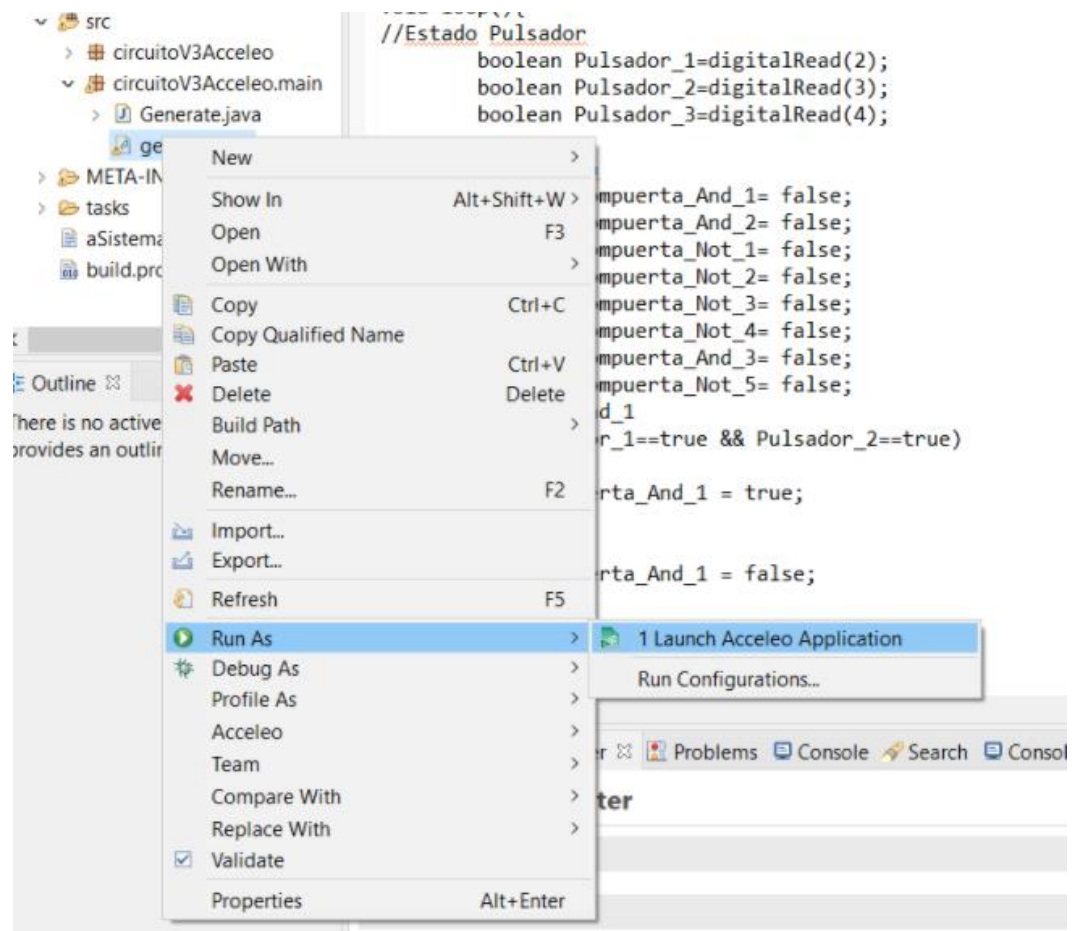 src
circuitoV3Acceleo
circuitoV3Acceleo.main
Generate.java
ge
META-IN
tasks
aSistema
build.pro
Outline
There is no active
provides an outlin
//Estado Pulsador
boolean Pulsador_1=digitalRead(2);
boolean Pulsador_2=digitalRead(3);
boolean Pulsador_3=digitalRead(4);
mpuerta_And_1= false;
mpuerta_And_2= false;
mpuerta_Not_1= false;
mpuerta_Not_2= false;
mpuerta_Not_3= false;
mpuerta_Not_4= false;
mpuerta_And_3= false;
mpuerta_Not_5= false;
d_1
r_1==true && Pulsador_2==true)
rta_And_1 = true;
rta_And_1 = false;
New
Show In Alt+Shift+W
Open F3
Open With
Copy Ctrl+C
Copy Qualified Name
Paste Ctrl+V
Delete Delete
Build Path
Move...
Rename... F2
Import...
Export...
Refresh F5
Run As
Debug As
Profile As
Acceleo
Team
Compare With
Replace With
Validate
Properties Alt+Enter
1 Launch Acceleo Application
Run Configurations...
r Problems Console Search Consol
ter